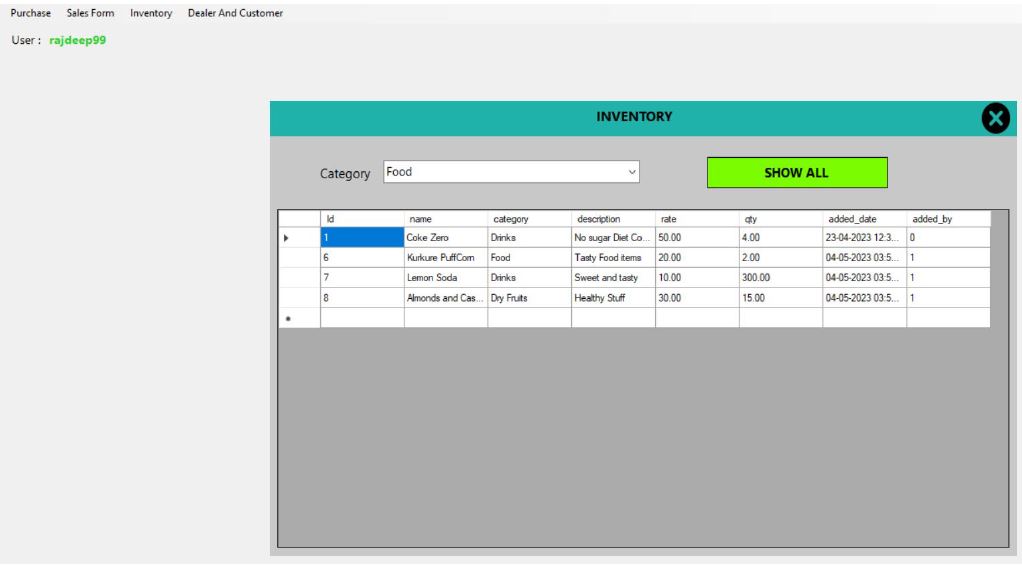 Purchase Sales Form Inventory Dealer And Customer
User : rajdeep99
INVENTORY
Category Food SHOW ALL
Id name category description rate qty added_date added_by
1 Coke Zero Drinks No sugar Diet Co... 50.00 4.00 23-04-2023 12:3... 0
6 Kurkure PuffCorn Food Tasty Food items 20.00 2.00 04-05-2023 03:5... 1
7 Lemon Soda Drinks Sweet and tasty 10.00 300.00 04-05-2023 03:5... 1
8 Almonds and Cas... Dry Fruits Healthy Stuff 30.00 15.00 04-05-2023 03:5... 1